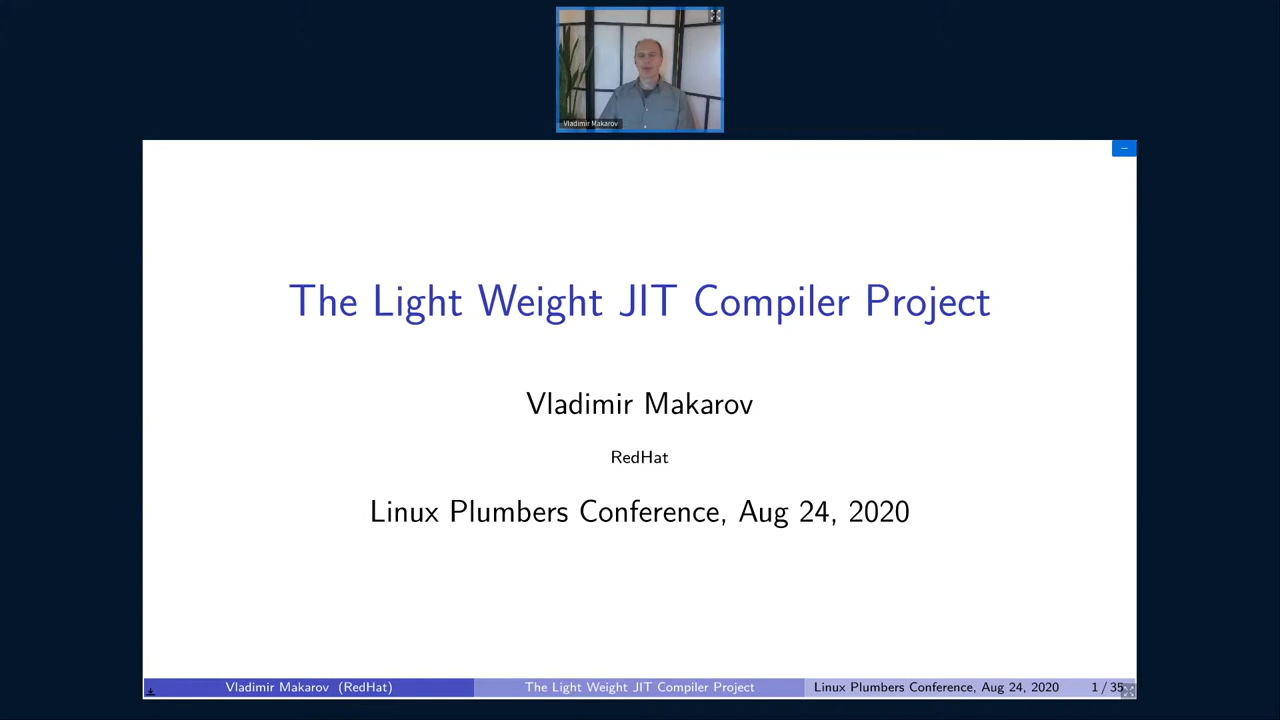 Vladimir Makarov
The Light Weight JIT Compiler Project
Vladimir Makarov
RedHat
Linux Plumbers Conference, Aug 24, 2020
Vladimir Makarov (RedHat)
The Light Weight JIT Compiler Project
Linux Plumbers Conference, Aug 24, 2020
1 / 35